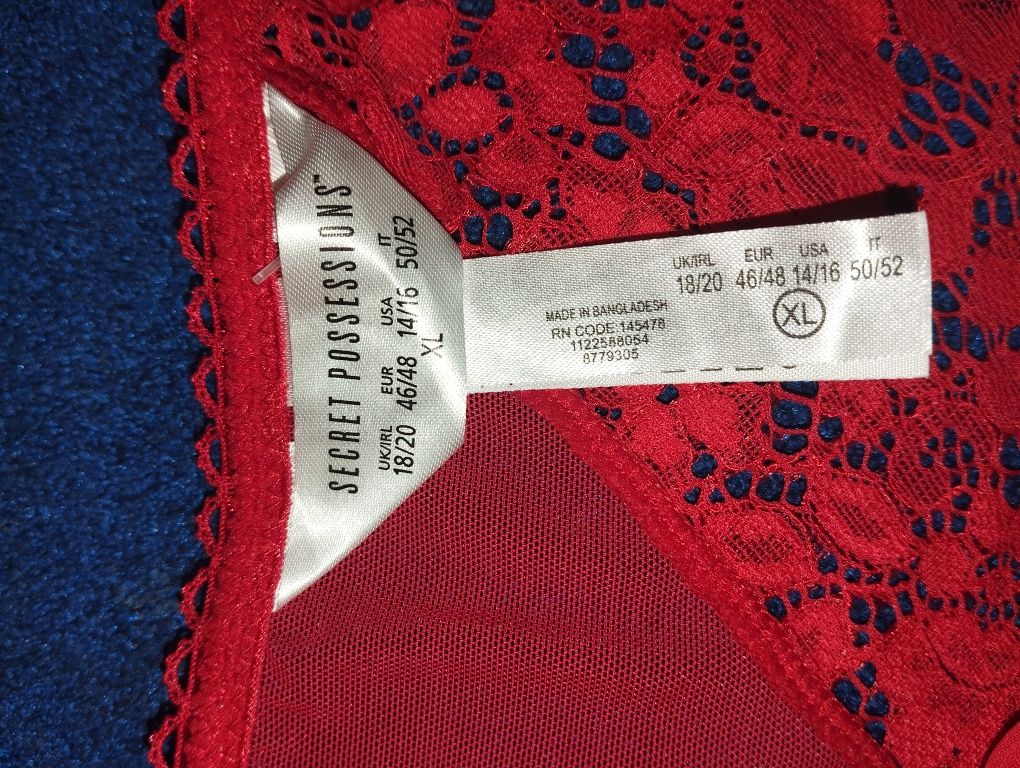 SECRET POSSESSIONS™
UK/IRL EUR USA IT
18/20 46/48 14/16 50/52
XL
UK/IRL EUR USA IT
18/20 46/48 14/16 50/52
XL
MADE IN BANGLADESH
RN CODE:145478
1122588054
8779305